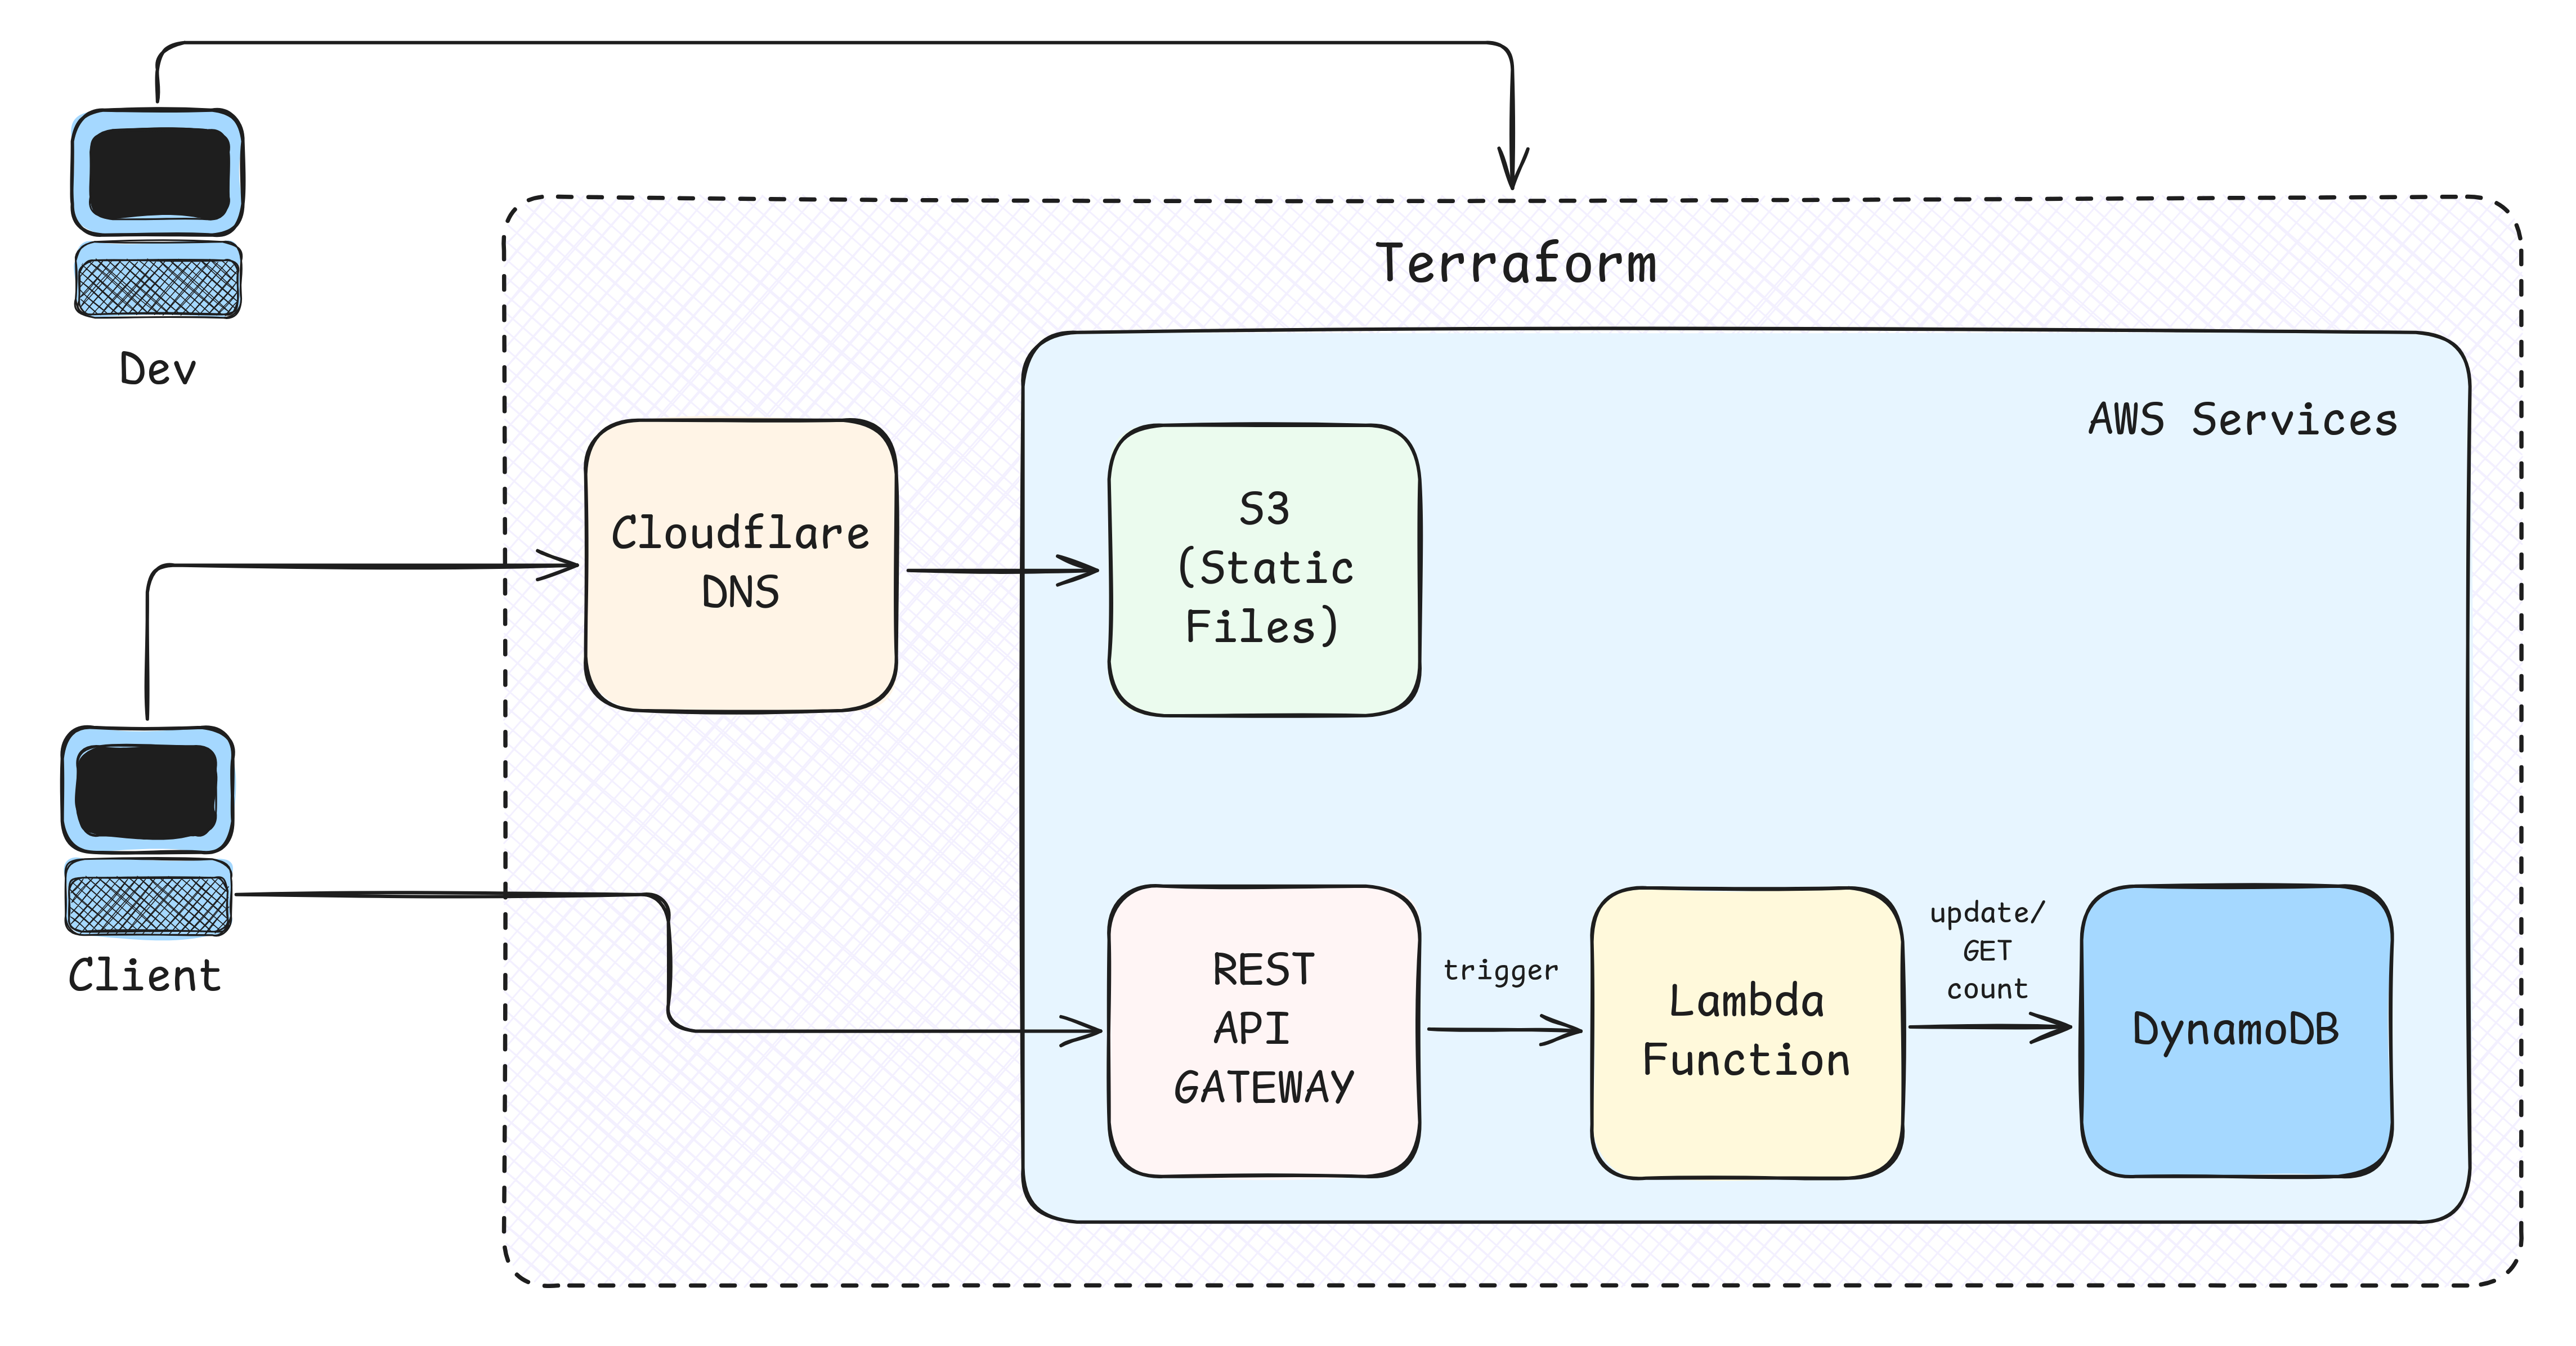 Terraform
Dev
AWS Services
Cloudflare
DNS
S3
(Static
Files)
Client
REST
API
GATEWAY
trigger
Lambda
Function
update/
GET
count
DynamoDB